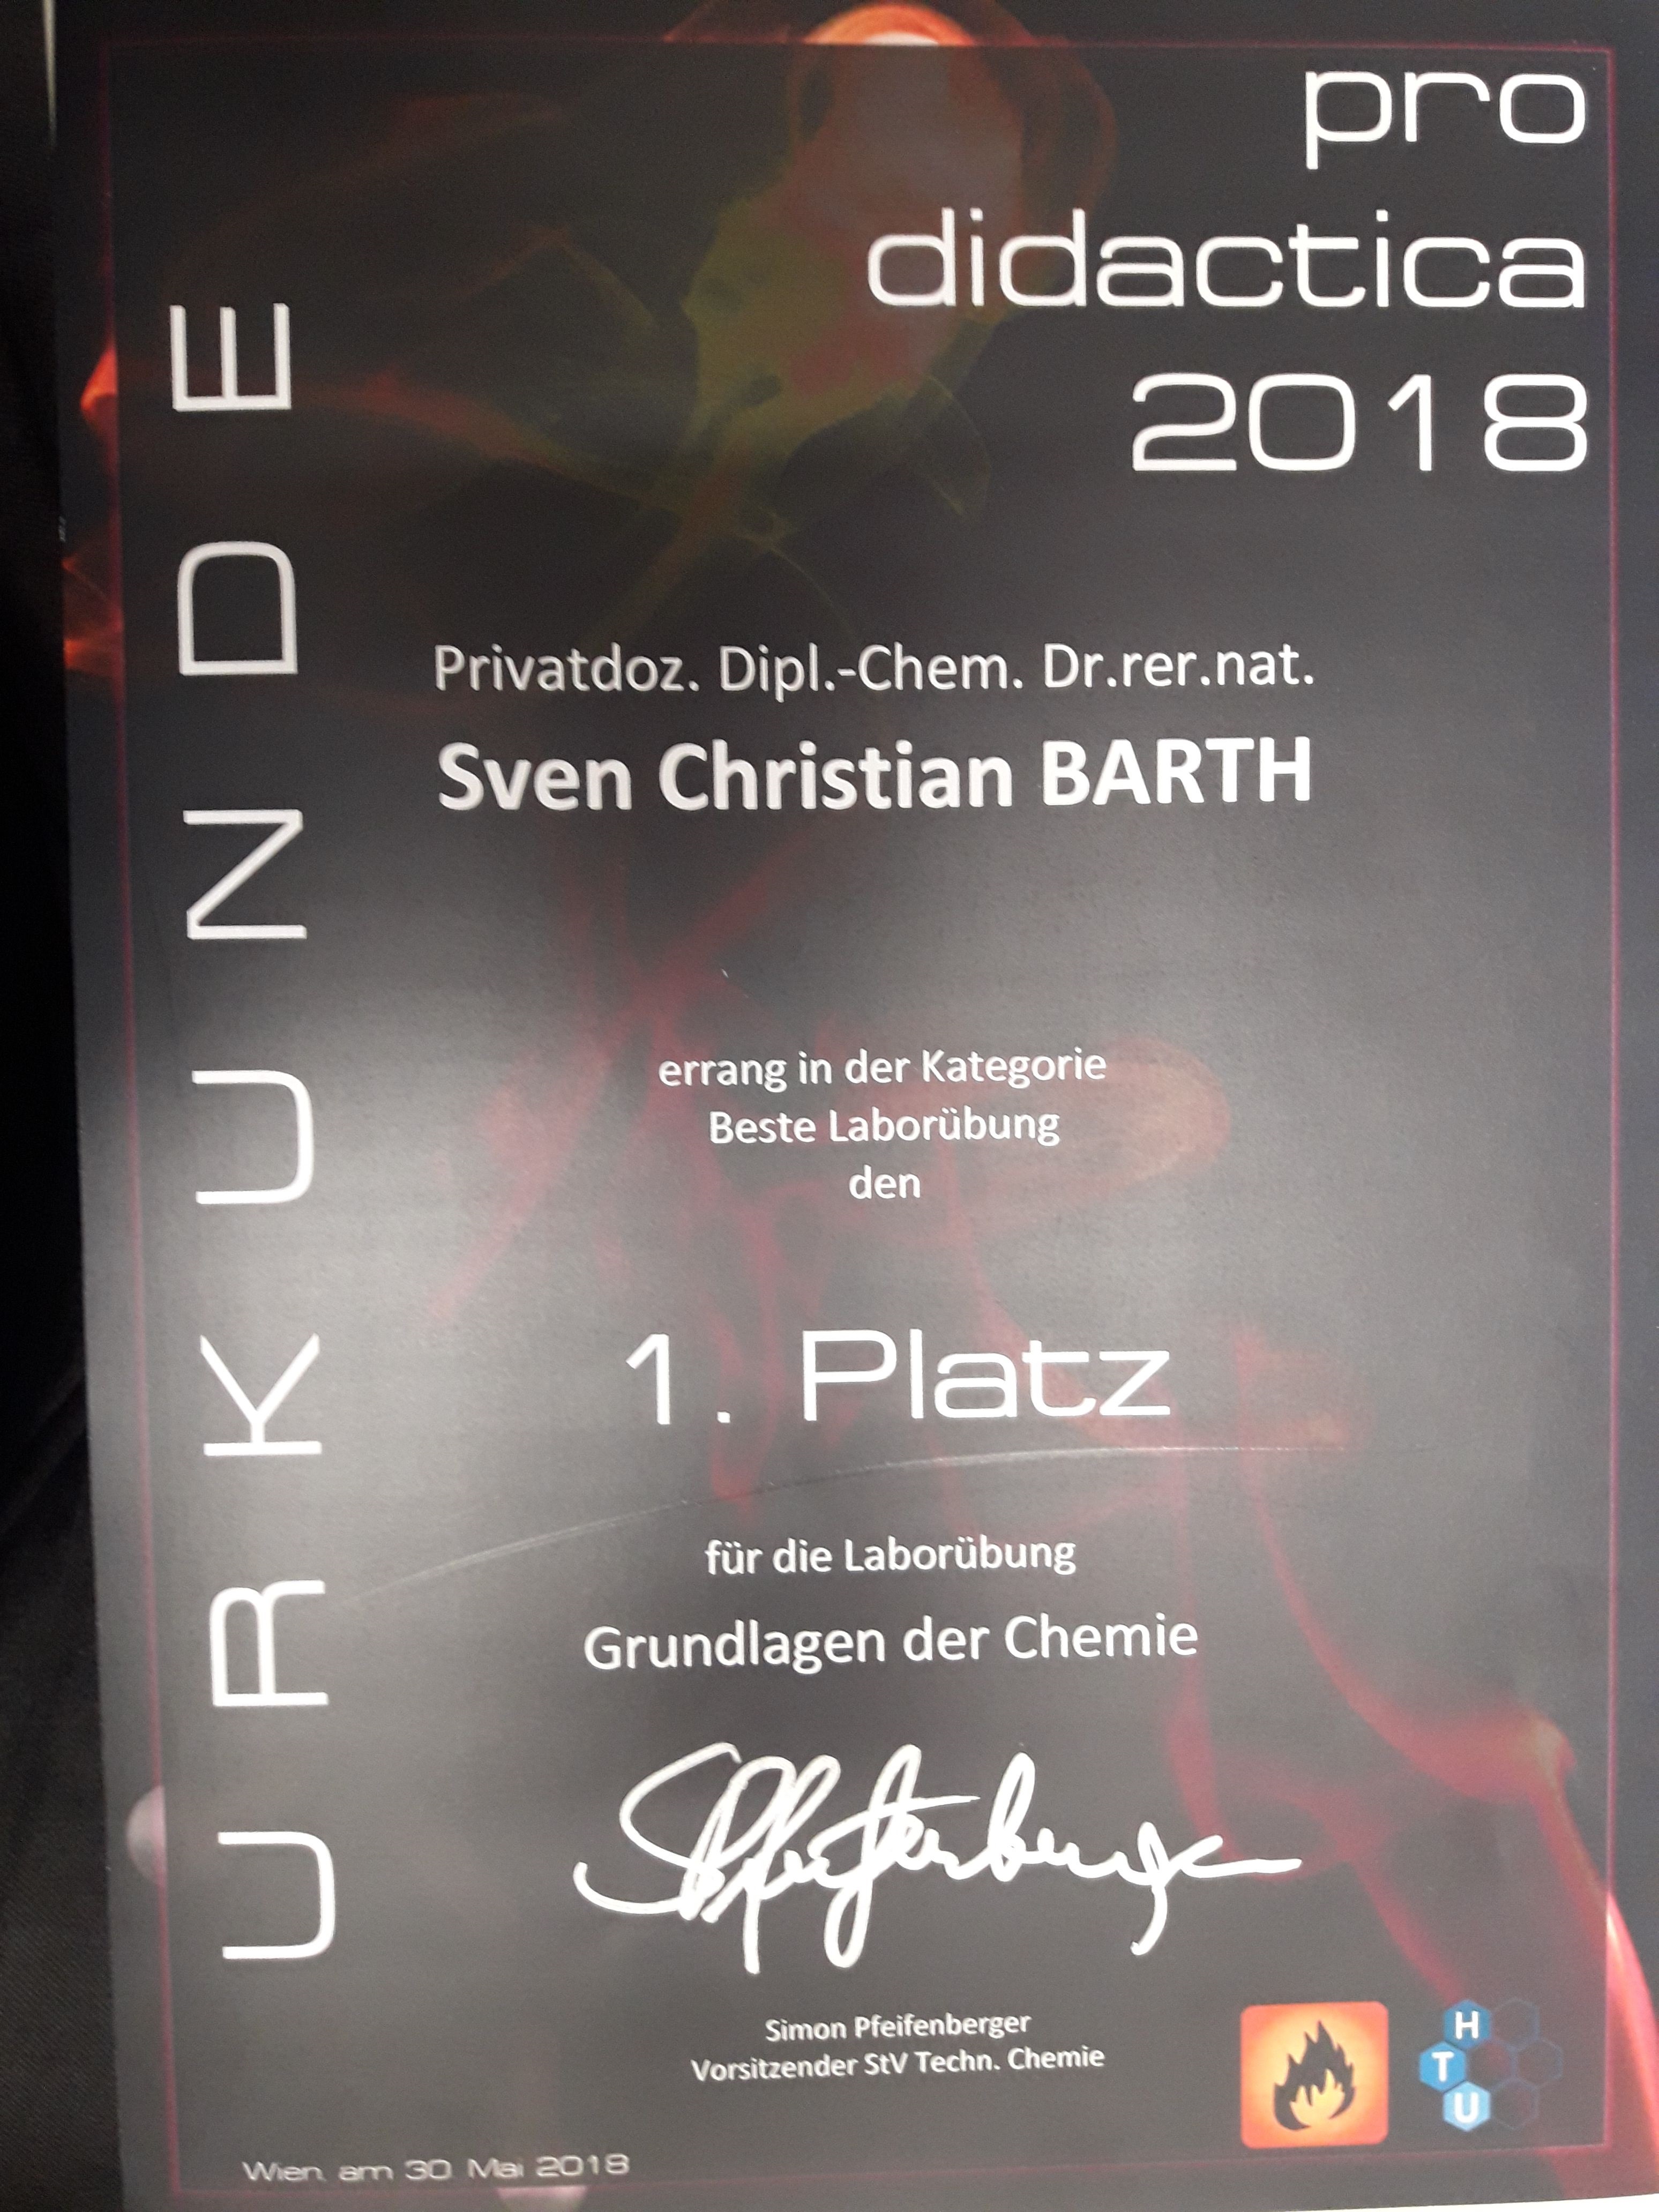 pro
didactica
2018
URKUNDE
Privatdoz. Dipl.-Chem. Dr.rer.nat.
Sven Christian BARTH
errang in der Kategorie
Beste Laborübung
den
1. Platz
für die Laborübung
Grundlagen der Chemie
SPfeifenberger
Simon Pfeifenberger
Vorsitzender StV Techn. Chemie
H
T
U
Wien, am 30. Mai 2018